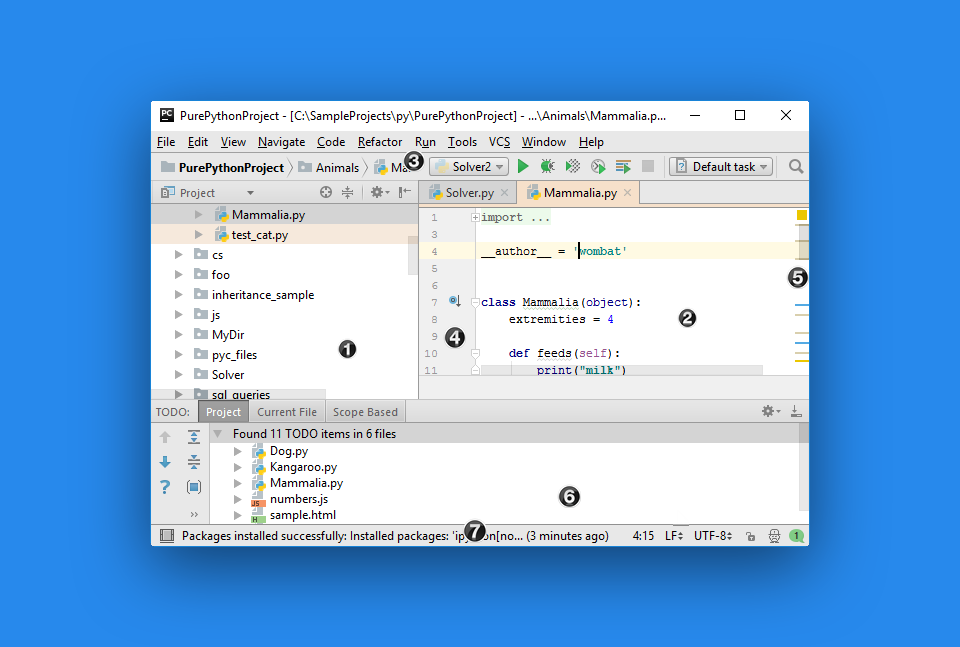 PC PurePythonProject - [C:\SampleProjects\py\PurePythonProject] - ...\Animals\Mammalia.p...
File Edit View Navigate Code Refactor Run Tools VCS Window Help
PurePythonProject Animals Ma 3 Solver2 Default task
Project Solver.py Mammalia.py
Mammalia.py
test_cat.py
cs
foo
inheritance_sample
js
MyDir
pyc_files
Solver
sql_queries
1
1 import ...
3
4 __author__ = 'wombat'
5
6
7 class Mammalia(object):
8 extremities = 4
9
10 def feeds(self):
11 print("milk")
2
4
5
TODO: Project Current File Scope Based
Found 11 TODO items in 6 files
Dog.py
Kangaroo.py
Mammalia.py
JS numbers.js
H sample.html
6
7
Packages installed successfully: Installed packages: 'ipy on[no... (3 minutes ago) 4:15 LF UTF-8 1